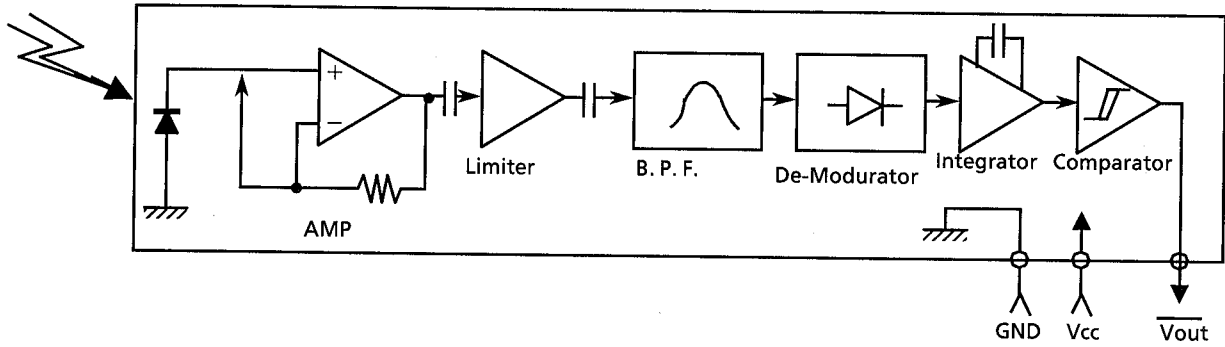 +
−
Limiter
B. P. F.
De-Modurator
Integrator
Comparator
AMP
GND
Vcc
Vout